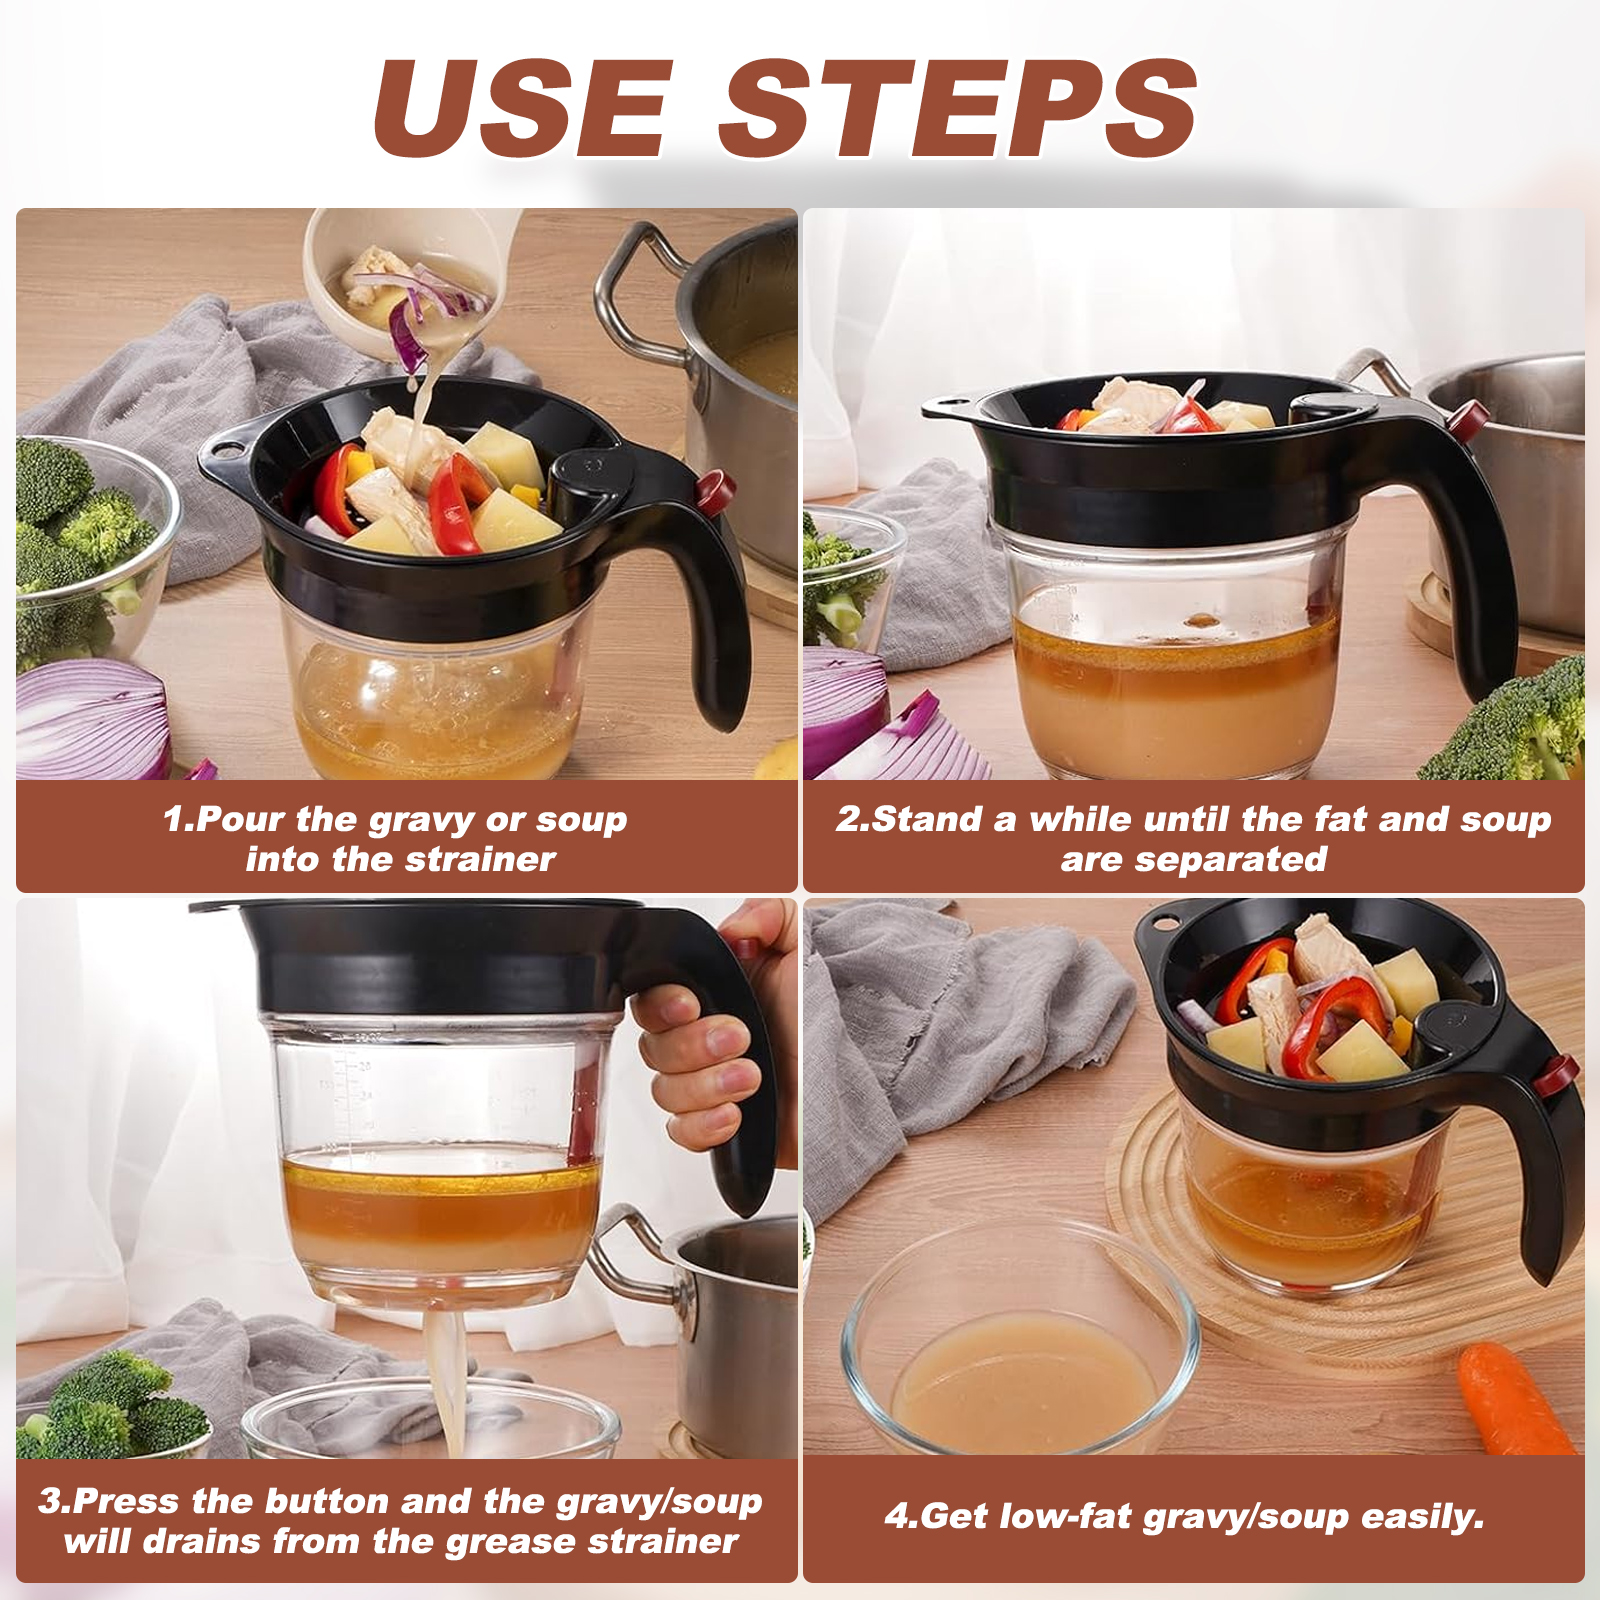 USE STEPS
1.Pour the gravy or soup
into the strainer
2.Stand a while until the fat and soup
are separated
3.Press the button and the gravy/soup
will drains from the grease strainer
4.Get low-fat gravy/soup easily.